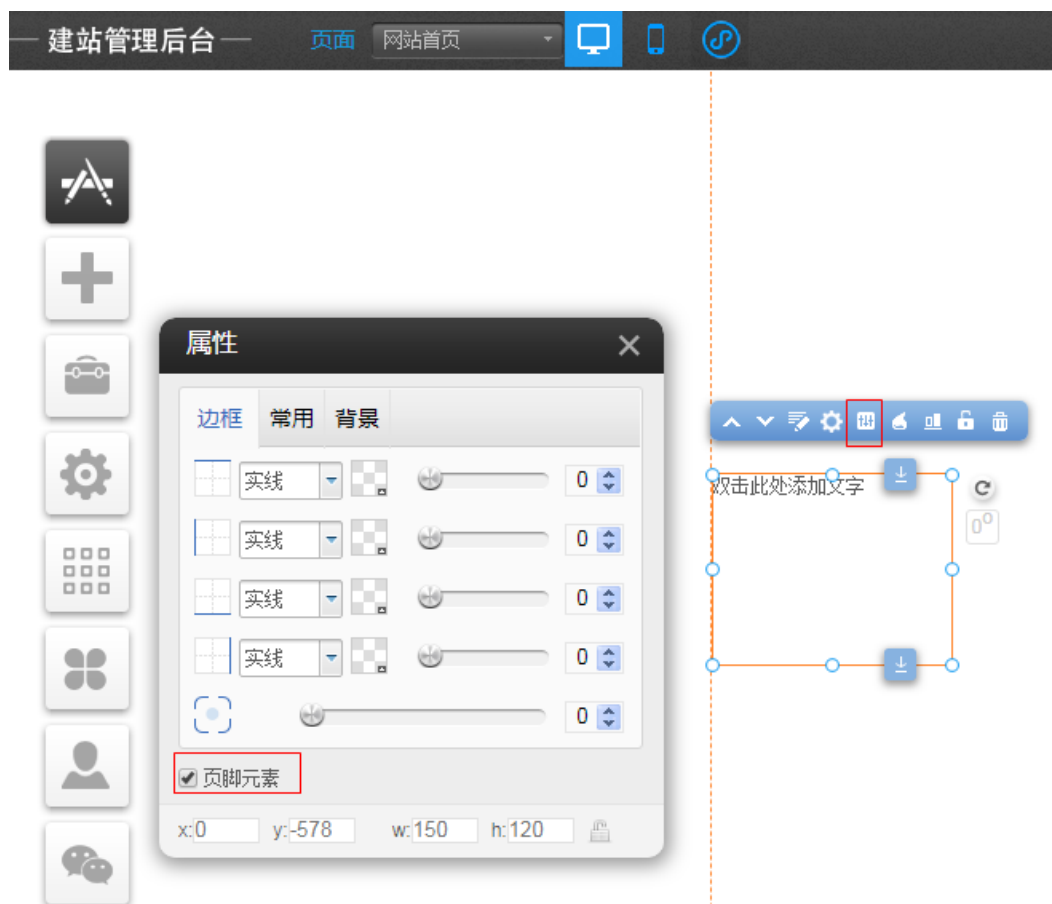 建站管理后台
页面 网站首页
属性
边框 常用 背景
实线 0
实线 0
实线 0
实线 0
0
页脚元素
x:0 y:-578 w:150 h:120
双击此处添加文字
0°